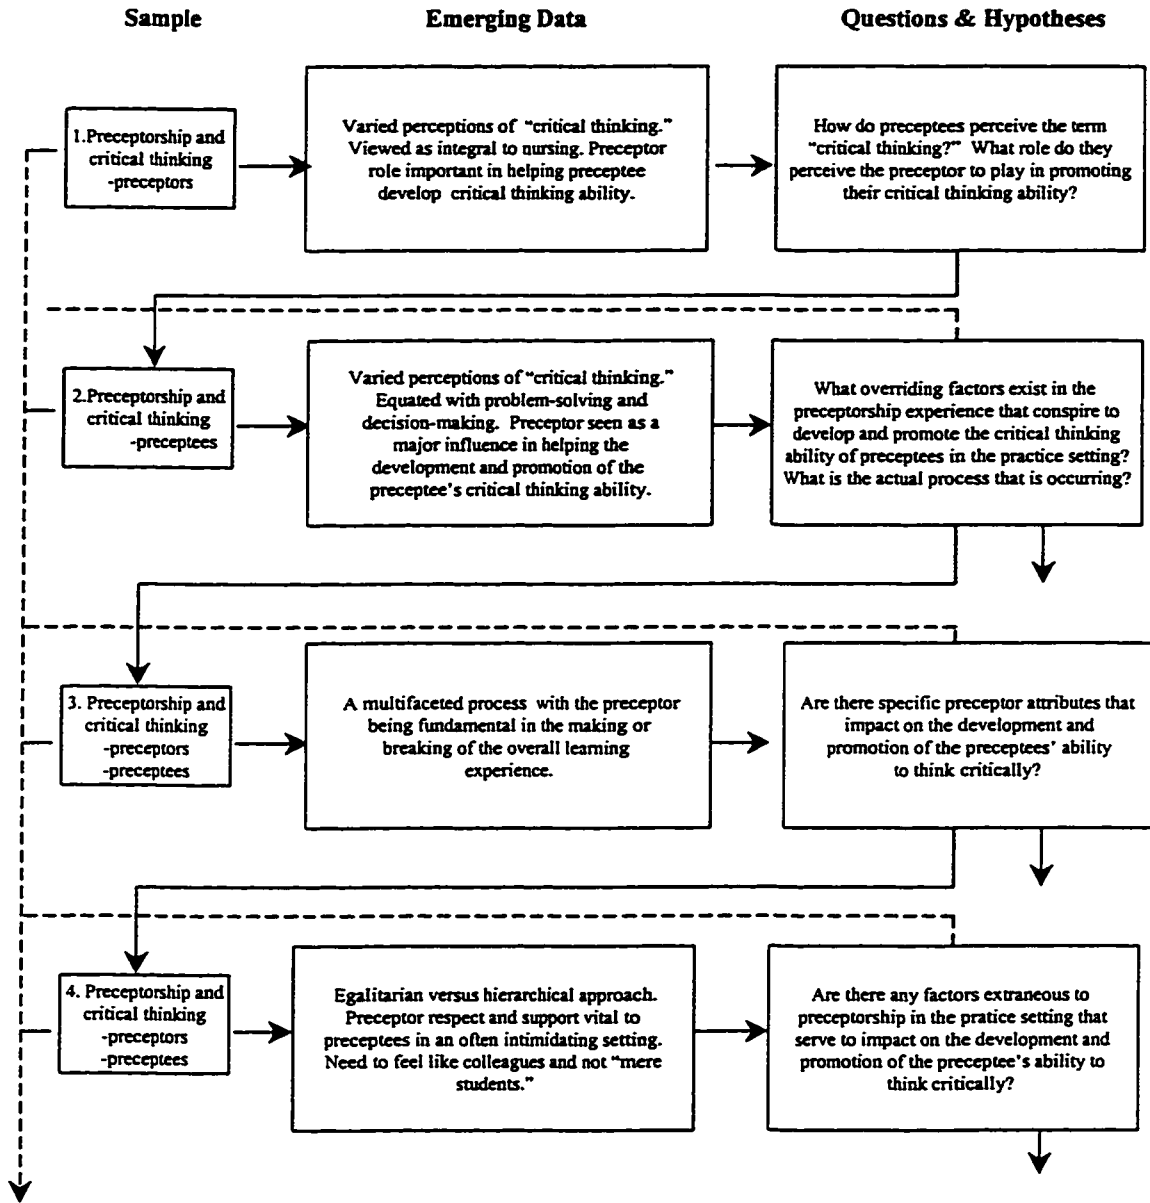 Sample
Emerging Data
Questions & Hypotheses
1.Preceptorship and
critical thinking
-preceptors
Varied perceptions of "critical thinking."
Viewed as integral to nursing. Preceptor
role important in helping preceptee
develop critical thinking ability.
How do preceptees perceive the term
"critical thinking?" What role do they
perceive the preceptor to play in promoting
their critical thinking ability?
2.Preceptorship and
critical thinking
-preceptees
Varied perceptions of "critical thinking."
Equated with problem-solving and
decision-making. Preceptor seen as a
major influence in helping the
development and promotion of the
preceptee's critical thinking ability.
What overriding factors exist in the
preceptorship experience that conspire to
develop and promote the critical thinking
ability of preceptees in the practice setting?
What is the actual process that is occurring?
3. Preceptorship and
critical thinking
-preceptors
-preceptees
A multifaceted process with the preceptor
being fundamental in the making or
breaking of the overall learning
experience.
Are there specific preceptor attributes that
impact on the development and
promotion of the preceptees' ability
to think critically?
4. Preceptorship and
critical thinking
-preceptors
-preceptees
Egalitarian versus hierarchical approach.
Preceptor respect and support vital to
preceptees in an often intimidating setting.
Need to feel like colleagues and not "mere
students."
Are there any factors extraneous to
preceptorship in the pratice setting that
serve to impact on the development and
promotion of the preceptee's ability to
think critically?